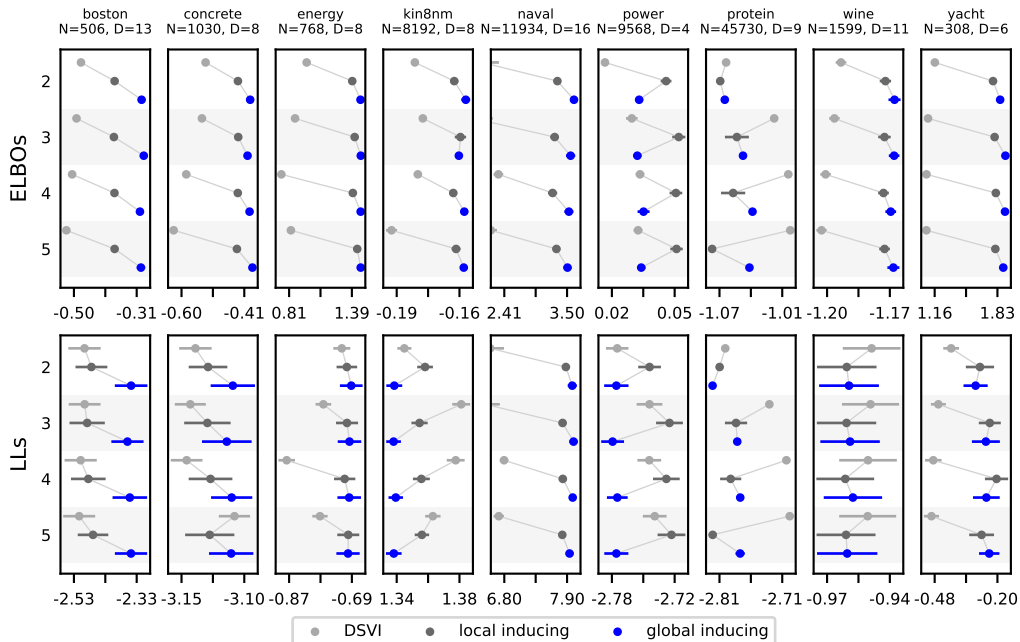 boston concrete energy kin8nm naval power protein wine yacht
N=506, D=13 N=1030, D=8 N=768, D=8 N=8192, D=8 N=11934, D=16 N=9568, D=4 N=45730, D=9 N=1599, D=11 N=308, D=6
ELBOs
2
3
4
5
-0.50 -0.31 -0.60 -0.41 0.81 1.39 -0.19 -0.16 2.41 3.50 0.02 0.05 -1.07 -1.01 -1.20 -1.17 1.16 1.83
LLs
2
3
4
5
-2.53 -2.33 -3.15 -3.10 -0.87 -0.69 1.34 1.38 6.80 7.90 -2.78 -2.72 -2.81 -2.71 -0.97 -0.94 -0.48 -0.20
DSVI local inducing global inducing